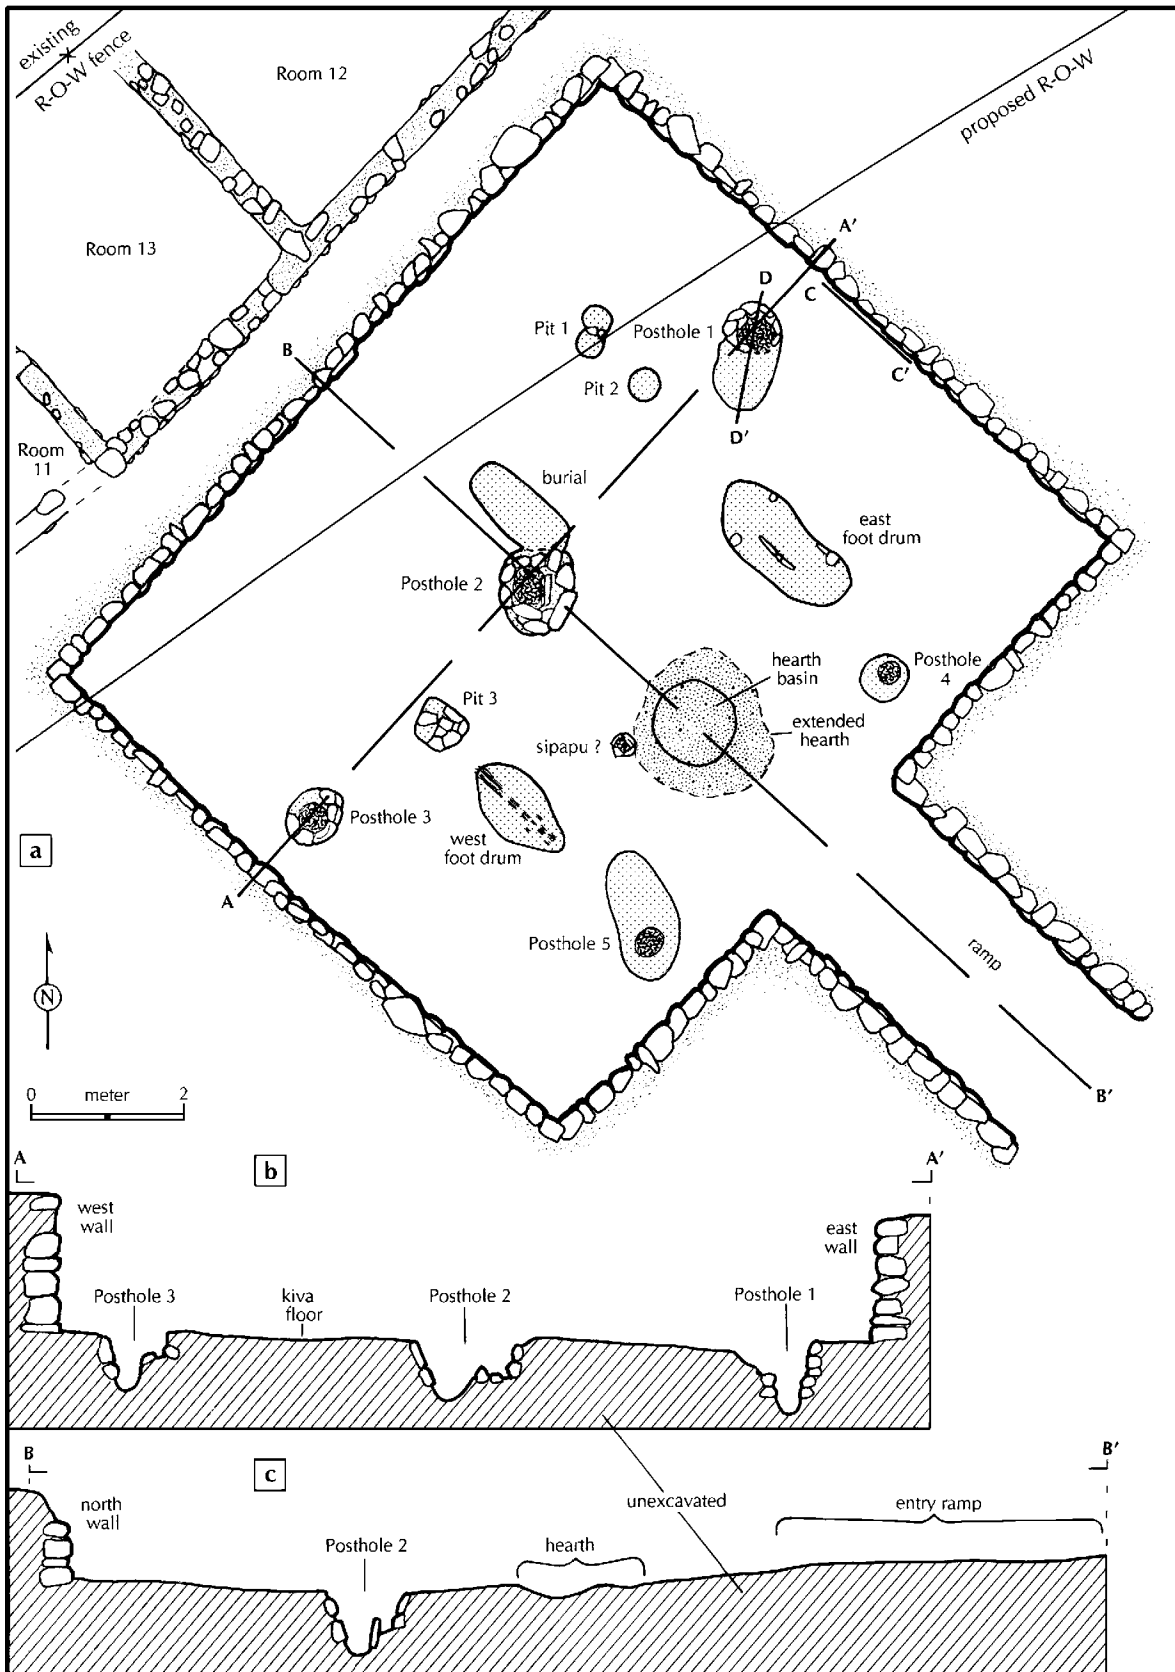 existing
R-O-W fence
Room 12
proposed R-O-W
Room 13
A'
D
C
Pit 1
Posthole 1
B
C'
Pit 2
Room
11
D'
burial
east
foot drum
Posthole 2
hearth
basin
Posthole
4
Pit 3
extended
hearth
sipapu ?
Posthole 3
west
foot drum
a
A
Posthole 5
ramp
N
0 meter 2
B'
A
b
A'
west
wall
east
wall
Posthole 3
kiva
floor
Posthole 2
Posthole 1
B
c
B'
north
wall
unexcavated
entry ramp
Posthole 2
hearth